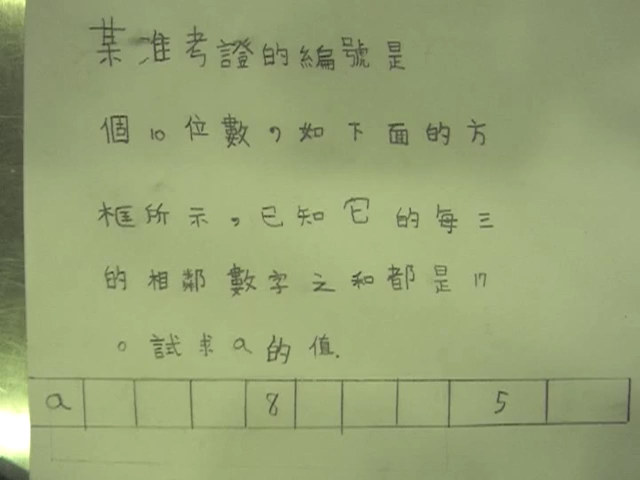 某准考證的編號是
個10位數，如下面的方
框所示，已知它的每三
的相鄰數字之和都是17
。試求a的值.
a 8 5